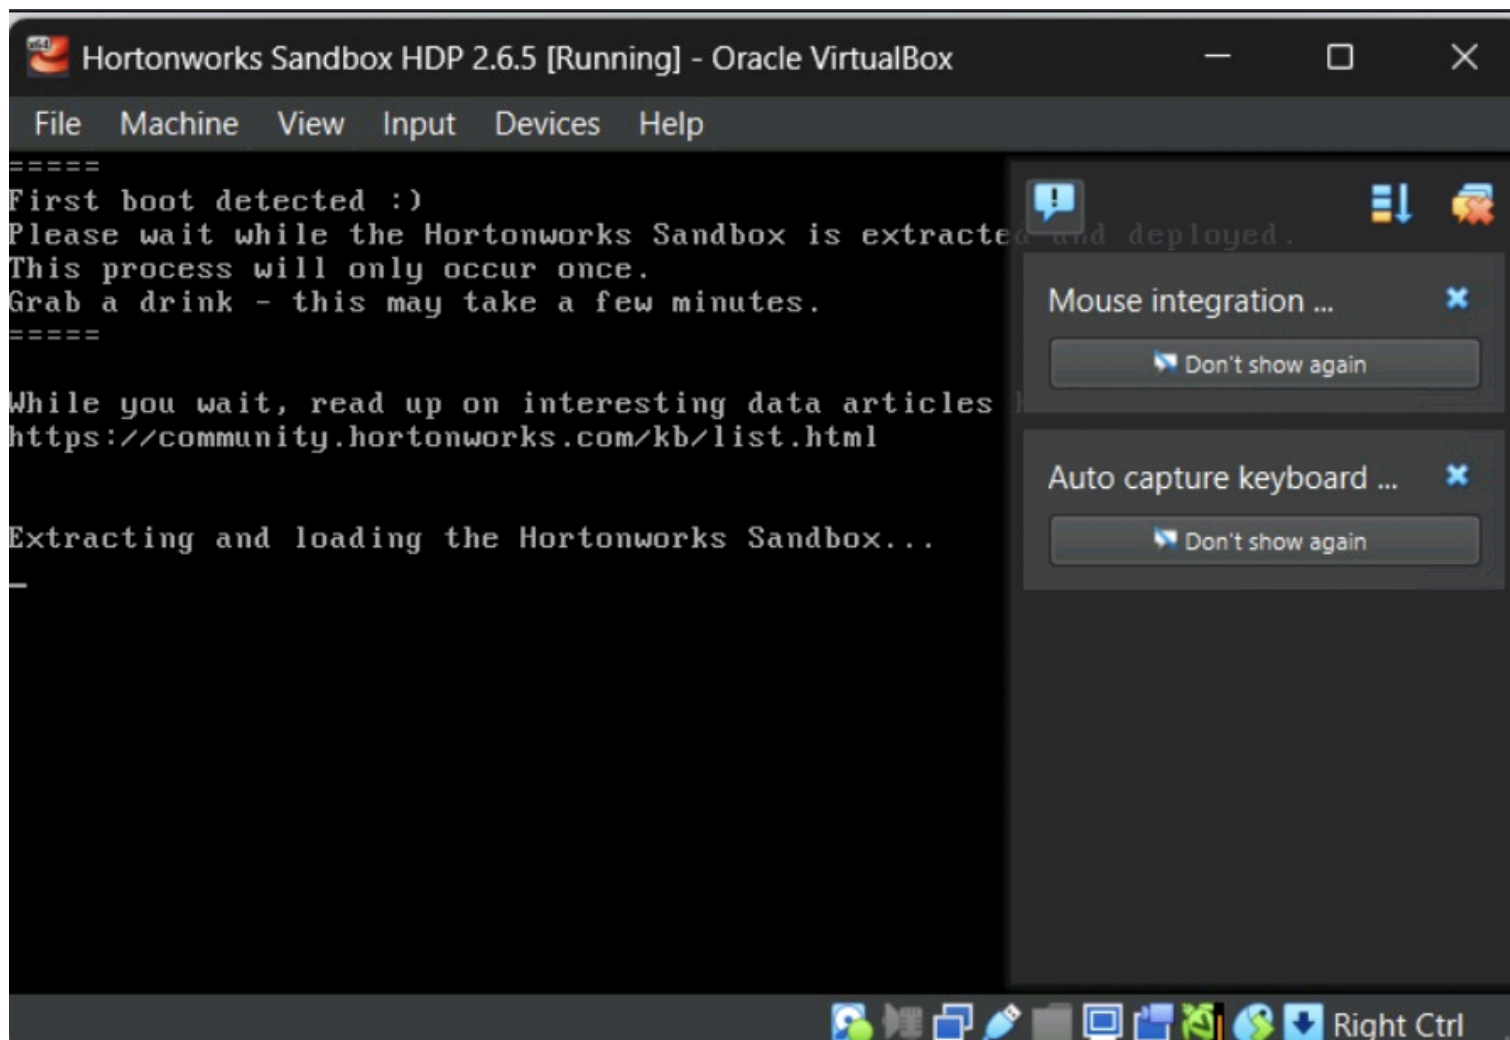 Hortonworks Sandbox HDP 2.6.5 [Running] - Oracle VirtualBox
File Machine View Input Devices Help
=====
First boot detected :)
Please wait while the Hortonworks Sandbox is extracted and deployed.
This process will only occur once.
Grab a drink - this may take a few minutes.
=====
While you wait, read up on interesting data articles
https://community.hortonworks.com/kb/list.html
Extracting and loading the Hortonworks Sandbox...
_
Mouse integration ...
Don't show again
Auto capture keyboard ...
Don't show again
Right Ctrl